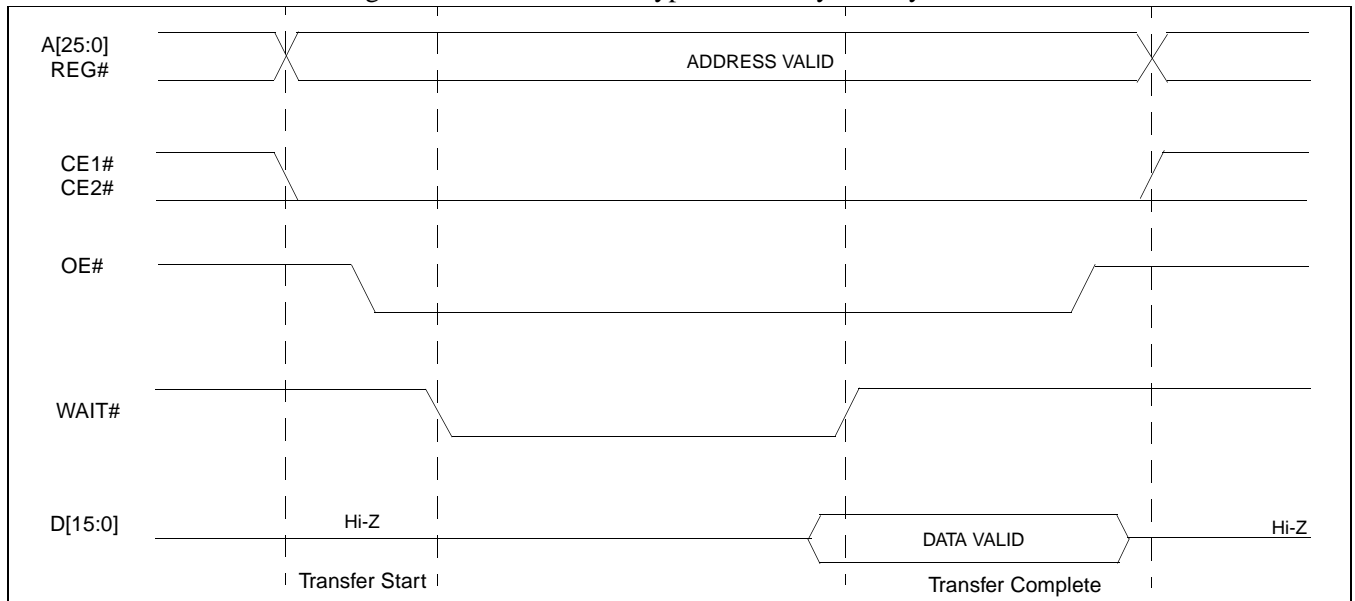 A[25:0]
REG#
ADDRESS VALID
CE1#
CE2#
OE#
WAIT#
D[15:0]
Hi-Z
DATA VALID
Hi-Z
Transfer Start
Transfer Complete